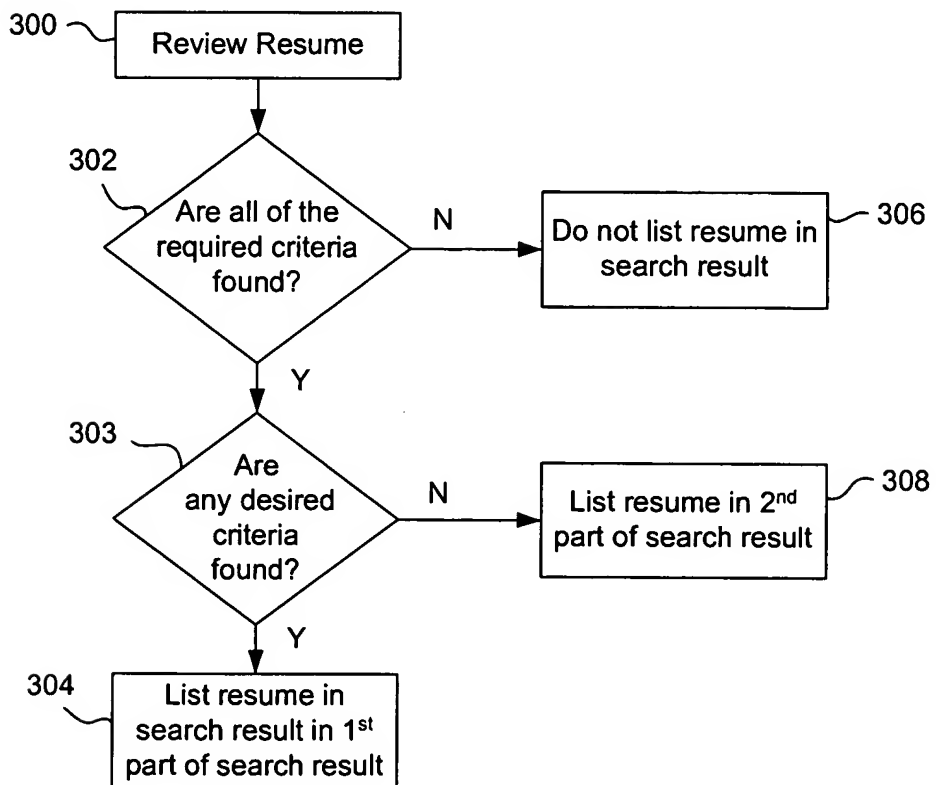 300
Review Resume
302
Are all of the
required criteria
found?
N
Do not list resume in
search result
306
Y
303
Are
any desired
criteria
found?
N
List resume in 2nd
part of search result
308
Y
304
List resume in
search result in 1st
part of search result